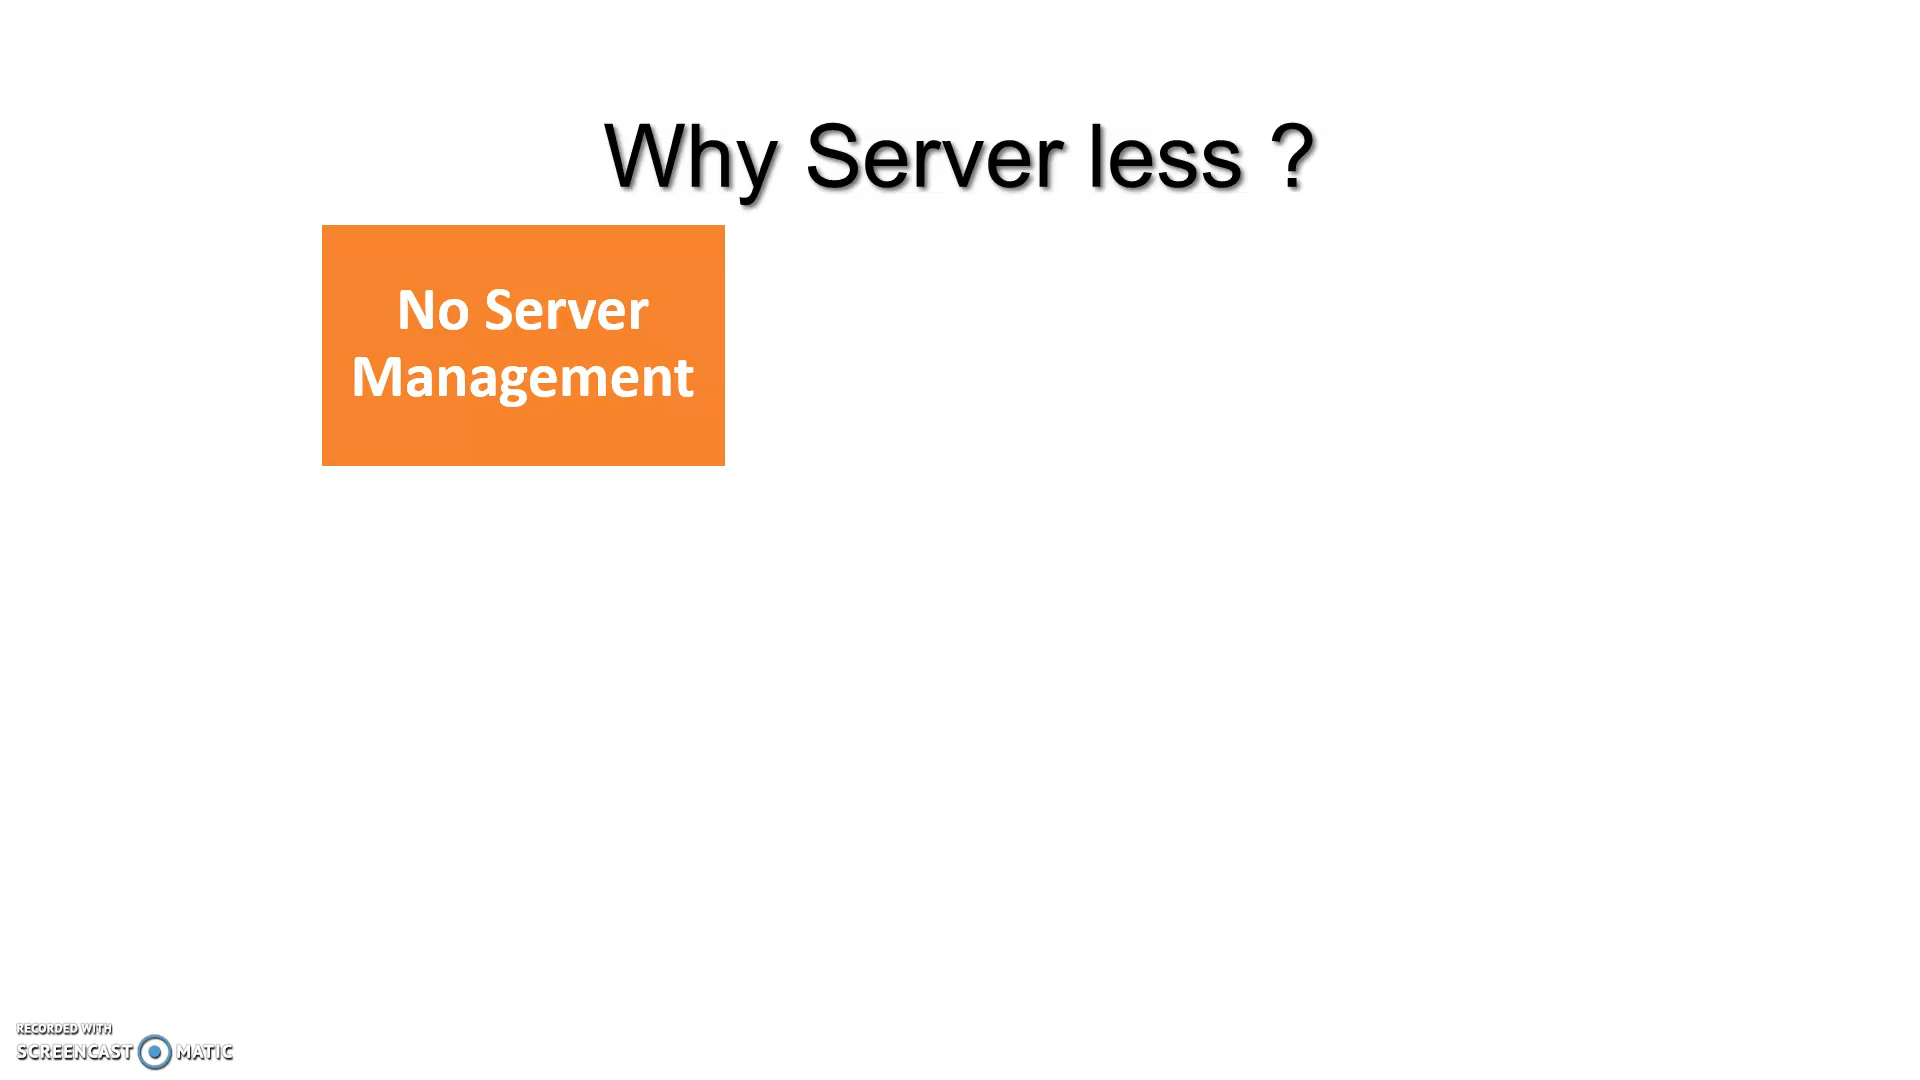 Why Server less ?
No Server
Management
RECORDED WITH
SCREENCAST MATIC